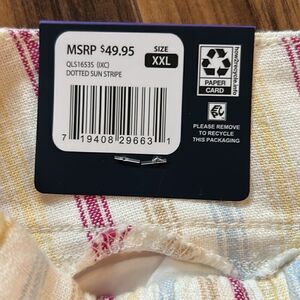 MSRP $49.95
SIZE
XXL
QLS16535 (IXC)
DOTTED SUN STRIPE
7 19408 29663 1
how2recycle.info
PAPER
CARD
PLEASE REMOVE
TO RECYCLE
THIS PACKAGING